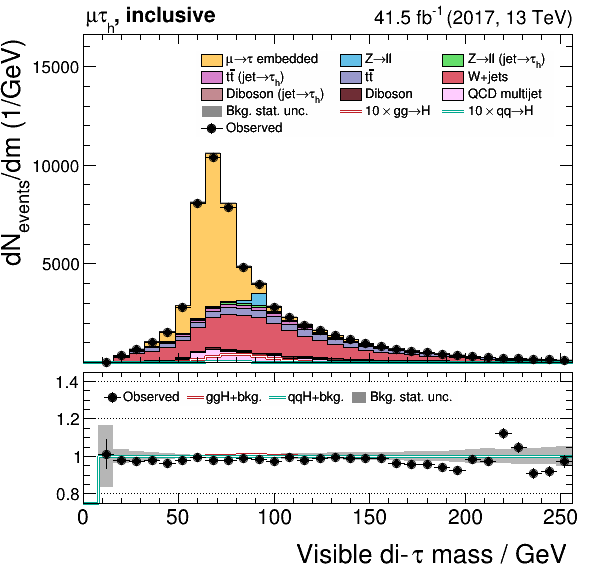 μτh, inclusive 41.5 fb⁻¹ (2017, 13 TeV)
μ→τ embedded Z→ll Z→ll (jet→τh)
tt̄ (jet→τh) tt̄ W+jets
Diboson (jet→τh) Diboson QCD multijet
Bkg. stat. unc. 10 × gg→H 10 × qq→H
Observed
dNevents/dm (1/GeV)
15000
10000
5000
Observed ggH+bkg. qqH+bkg. Bkg. stat. unc.
1.4
1.2
1
0.8
0 50 100 150 200 250
Visible di-τ mass / GeV